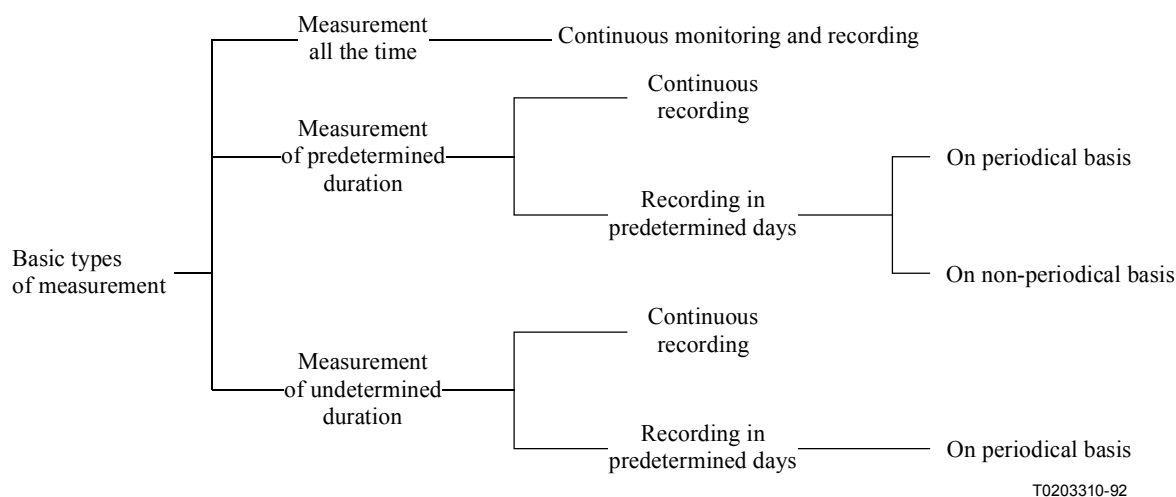 Measurement
all the time
Continuous monitoring and recording
Continuous
recording
Measurement
of predetermined
duration
On periodical basis
Recording in
predetermined days
Basic types
of measurement
On non-periodical basis
Continuous
recording
Measurement
of undetermined
duration
Recording in
predetermined days
On periodical basis
T0203310-92